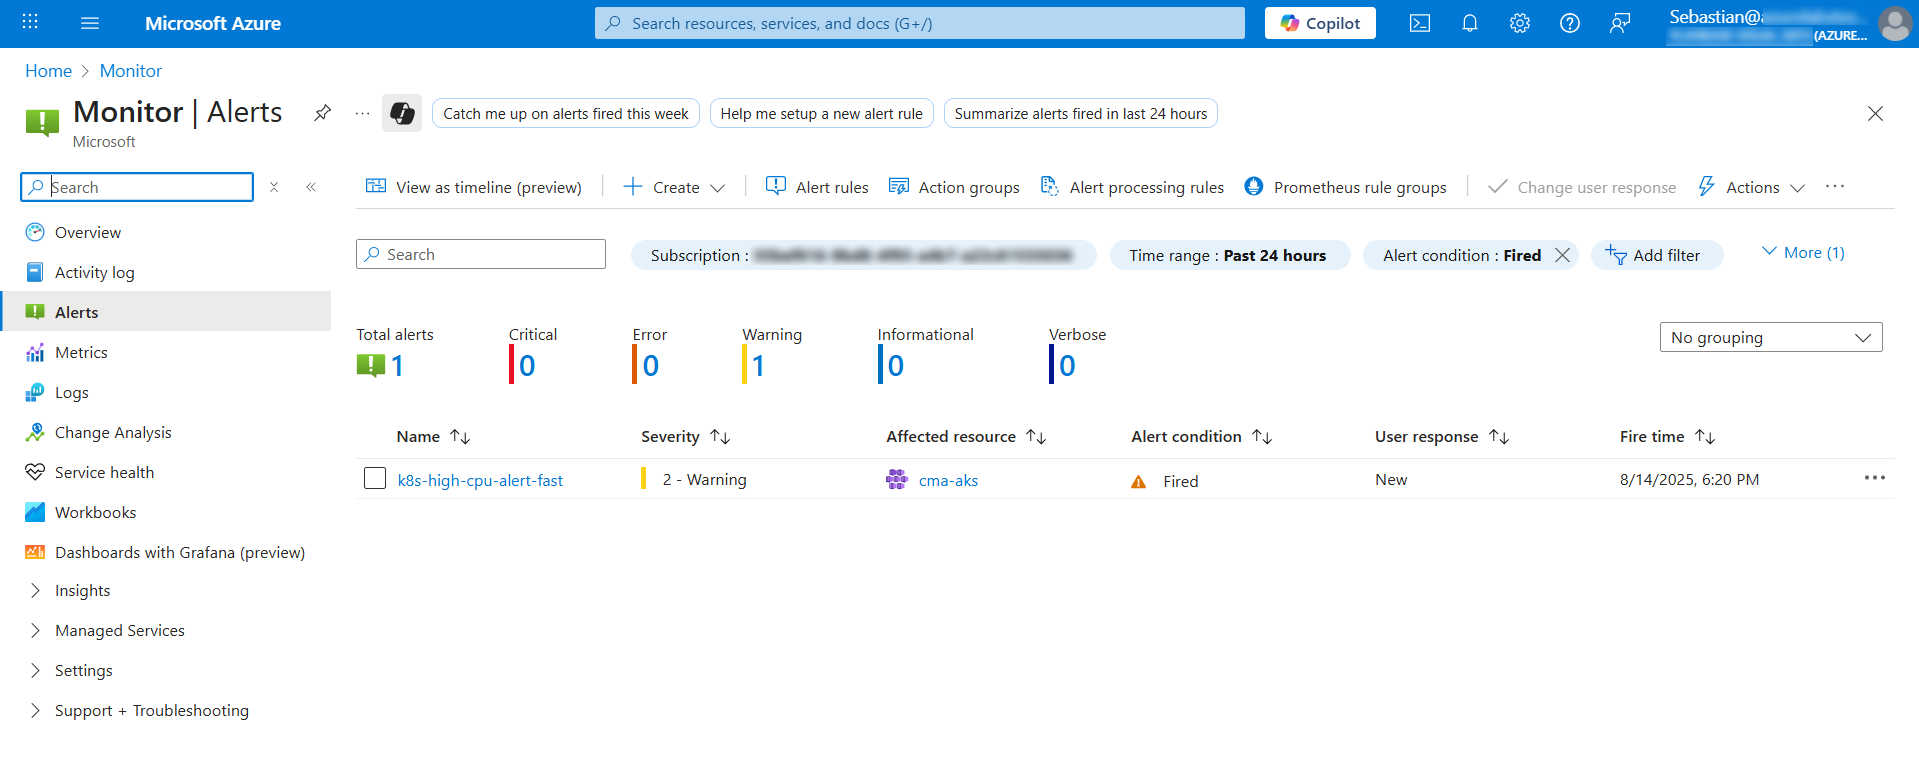 Microsoft Azure
Search resources, services, and docs (G+/)
Copilot
Sebastian@
(AZURE...
Home > Monitor
Monitor | Alerts
Microsoft
Catch me up on alerts fired this week
Help me setup a new alert rule
Summarize alerts fired in last 24 hours
Search
Overview
Activity log
Alerts
Metrics
Logs
Change Analysis
Service health
Workbooks
Dashboards with Grafana (preview)
Insights
Managed Services
Settings
Support + Troubleshooting
View as timeline (preview)
Create
Alert rules
Action groups
Alert processing rules
Prometheus rule groups
Change user response
Actions
Search
Subscription :
Time range : Past 24 hours
Alert condition : Fired
Add filter
More (1)
Total alerts
1
Critical
0
Error
0
Warning
1
Informational
0
Verbose
0
No grouping
Name Severity Affected resource Alert condition User response Fire time
k8s-high-cpu-alert-fast 2 - Warning cma-aks Fired New 8/14/2025, 6:20 PM